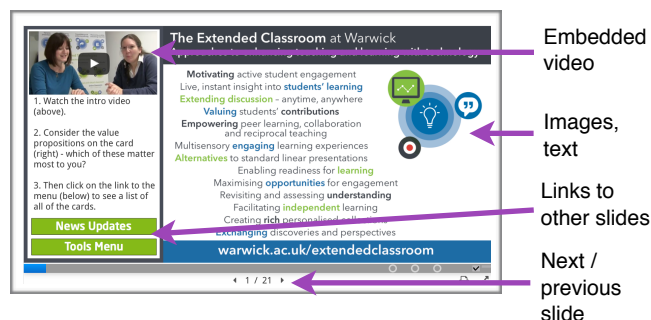 The Extended Classroom at Warwick
1. Watch the intro video
(above).
2. Consider the value
propositions on the card
(right) - which of these matter
most to you?
3. Then click on the link to the
menu (below) to see a list of
all of the cards.
News Updates
Tools Menu
Motivating active student engagement
Live, instant insight into students' learning
Extending discussion – anytime, anywhere
Valuing students' contributions
Empowering peer learning, collaboration
and reciprocal teaching
Multisensory engaging learning experiences
Alternatives to standard linear presentations
Enabling readiness for learning
Maximising opportunities for engagement
Revisiting and assessing understanding
Facilitating independent learning
Creating rich personalised collections
Exchanging discoveries and perspectives
warwick.ac.uk/extendedclassroom
1 / 21
Embedded
video
Images,
text
Links to
other slides
Next /
previous
slide